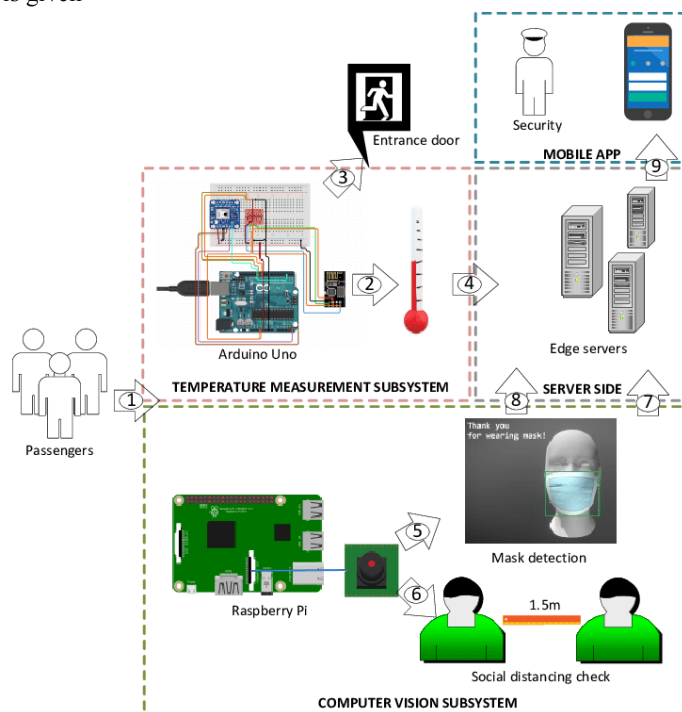 is given
Security
Entrance door
MOBILE APP
3
9
2
4
Arduino Uno
Edge servers
TEMPERATURE MEASUREMENT SUBSYSTEM
SERVER SIDE
1
8
7
Passengers
Thank you
for wearing mask!
5
Mask detection
6
Raspberry Pi
1.5m
Social distancing check
COMPUTER VISION SUBSYSTEM